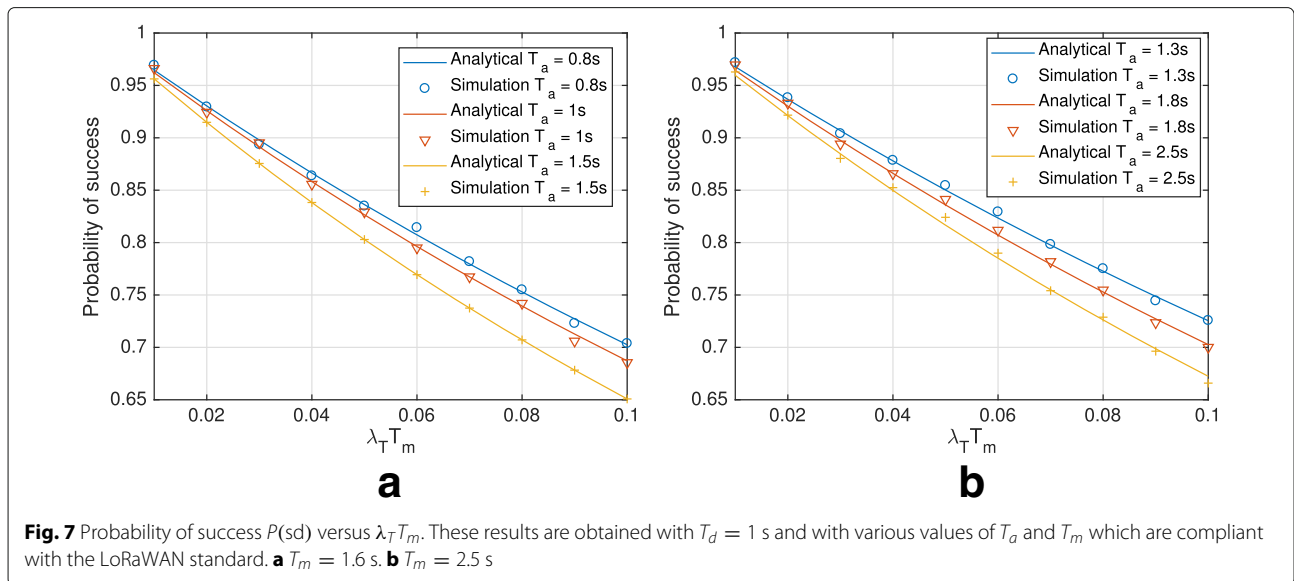 1
0.95
0.9
0.85
0.8
0.75
0.7
0.65
Probability of success
0.02
0.04
0.06
0.08
0.1
λ_T T_m
Analytical T_a = 0.8s
Simulation T_a = 0.8s
Analytical T_a = 1s
Simulation T_a = 1s
Analytical T_a = 1.5s
Simulation T_a = 1.5s
a
1
0.95
0.9
0.85
0.8
0.75
0.7
0.65
Probability of success
0.02
0.04
0.06
0.08
0.1
λ_T T_m
Analytical T_a = 1.3s
Simulation T_a = 1.3s
Analytical T_a = 1.8s
Simulation T_a = 1.8s
Analytical T_a = 2.5s
Simulation T_a = 2.5s
b
Fig. 7 Probability of success P(sd) versus λ_T T_m. These results are obtained with T_d = 1 s and with various values of T_a and T_m which are compliant
with the LoRaWAN standard. a T_m = 1.6 s. b T_m = 2.5 s